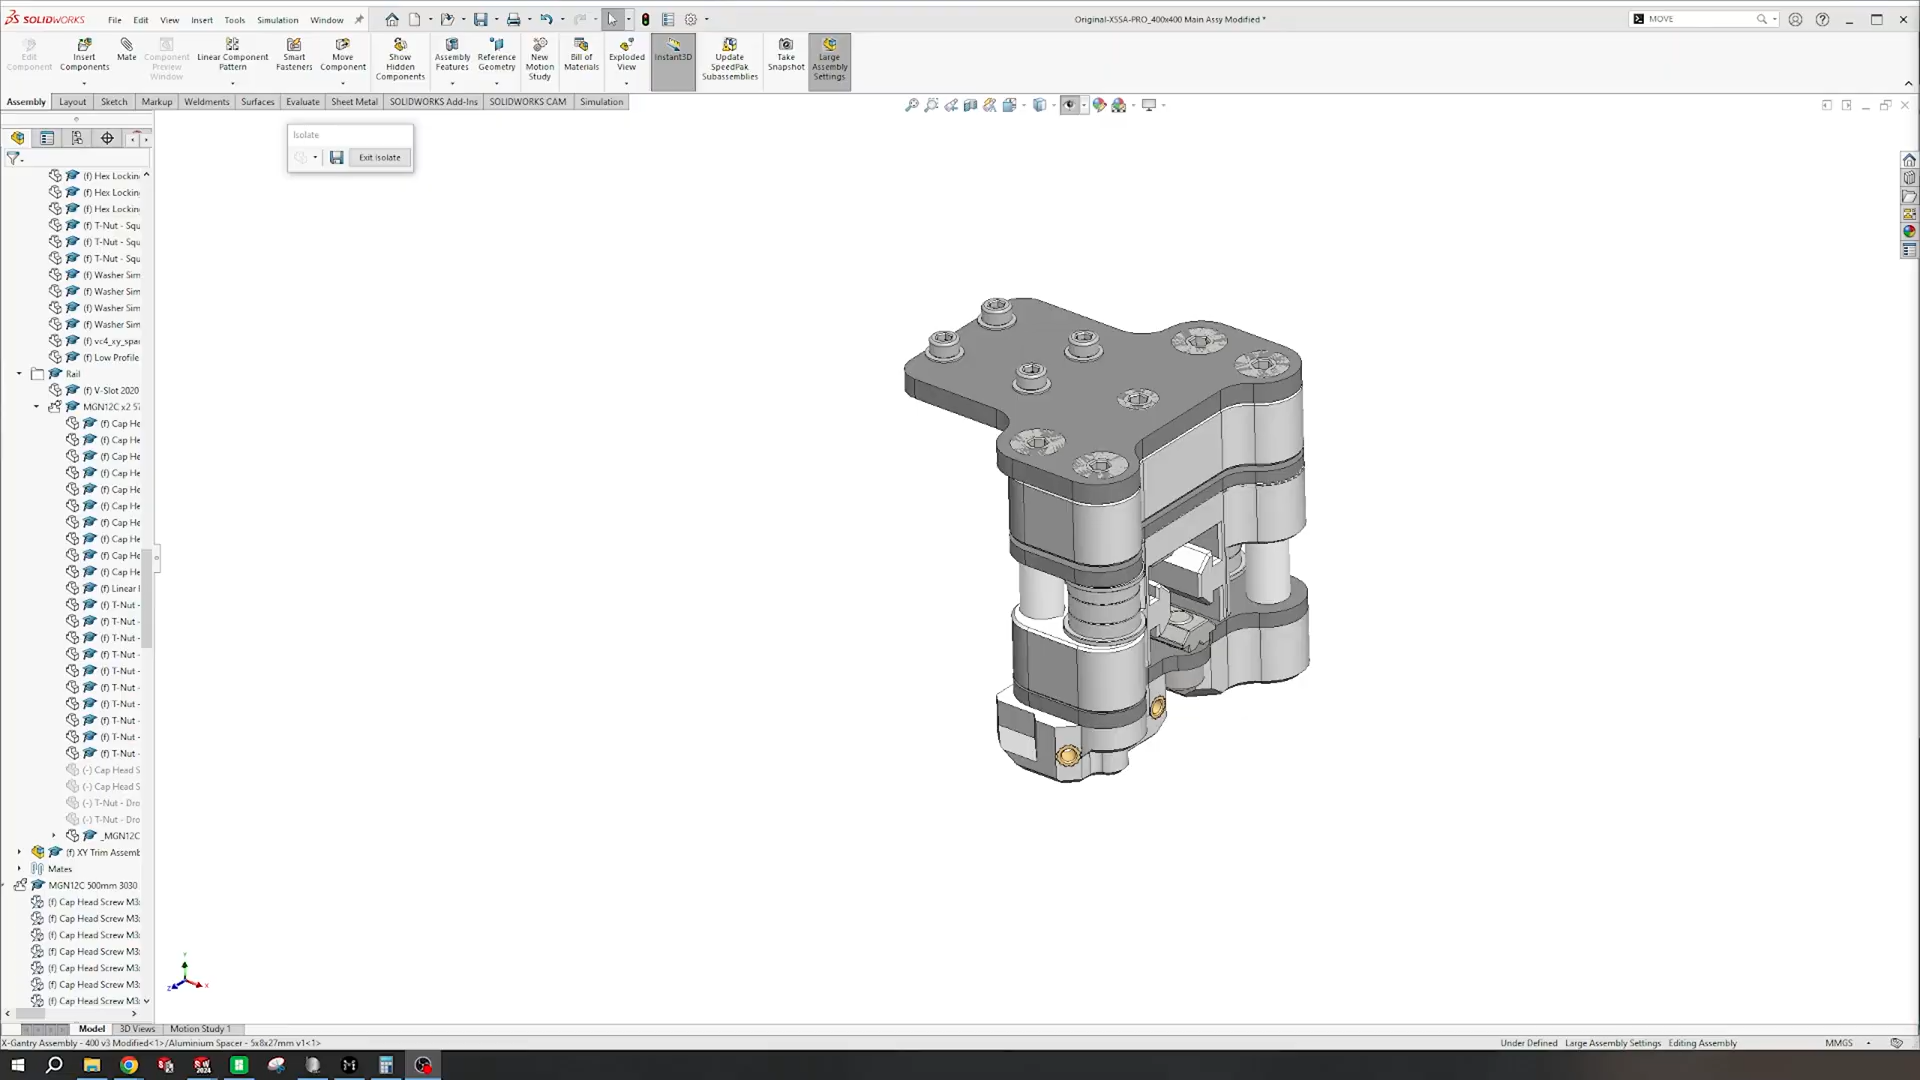 SOLIDWORKS File Edit View Insert Tools Simulation Window
Original-XSSA-PRO_400x400 Main Assy Modified *
MOVE
Edit Component
Insert Components
Mate
Component Preview Window
Linear Component Pattern
Smart Fasteners
Move Component
Show Hidden Components
Assembly Features
Reference Geometry
New Motion Study
Bill of Materials
Exploded View
Instant3D
Update SpeedPak Subassemblies
Take Snapshot
Large Assembly Settings
Assembly Layout Sketch Markup Weldments Surfaces Evaluate Sheet Metal SOLIDWORKS Add-Ins SOLIDWORKS CAM Simulation
Isolate
Exit Isolate
(f) Hex Lockin
(f) Hex Lockin
(f) Hex Lockin
(f) T-Nut - Squ
(f) T-Nut - Squ
(f) T-Nut - Squ
(f) Washer Sim
(f) Washer Sim
(f) Washer Sim
(f) Washer Sim
(f) vc4_xy_spa
(f) Low Profile
Rail
(f) V-Slot 2020
MGN12C x2 57
(f) Cap He
(f) Cap He
(f) Cap He
(f) Cap He
(f) Cap He
(f) Cap He
(f) Cap He
(f) Cap He
(f) Cap He
(f) Cap He
(f) Linear
(f) T-Nut -
(f) T-Nut -
(f) T-Nut -
(f) T-Nut -
(f) T-Nut -
(f) T-Nut -
(f) T-Nut -
(f) T-Nut -
(f) T-Nut -
(f) T-Nut -
(-) Cap Head S
(-) Cap Head S
(-) T-Nut - Dro
(-) T-Nut - Dro
_MGN12C
(f) XY Trim Assemb
Mates
MGN12C 500mm 3030
(f) Cap Head Screw M3
(f) Cap Head Screw M3
(f) Cap Head Screw M3
(f) Cap Head Screw M3
(f) Cap Head Screw M3
(f) Cap Head Screw M3
(f) Cap Head Screw M3
Y
Z
X
Model 3D Views Motion Study 1
X-Gantry Assembly - 400 v3 Modified<1>/Aluminium Spacer - 5x8x27mm v1<1>
Under Defined Large Assembly Settings Editing Assembly MMGS